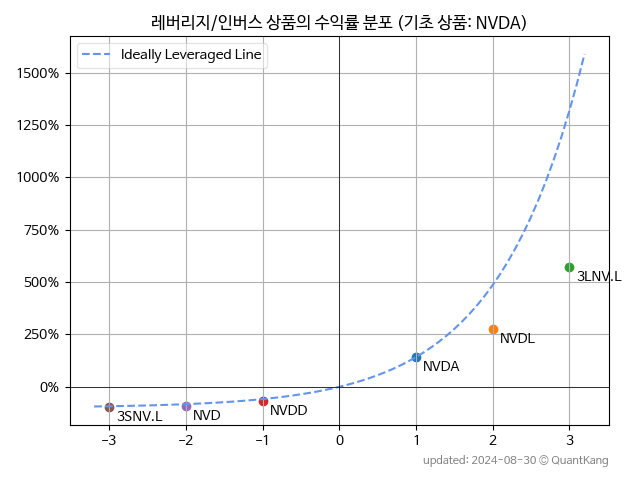 레버리지/인버스 상품의 수익률 분포 (기초 상품: NVDA)
Ideally Leveraged Line
1500%
1250%
1000%
750%
500%
250%
0%
3LNV.L
NVDL
NVDA
NVDD
NVD
3SNV.L
−3 −2 −1 0 1 2 3
updated: 2024-08-30 © QuantKang